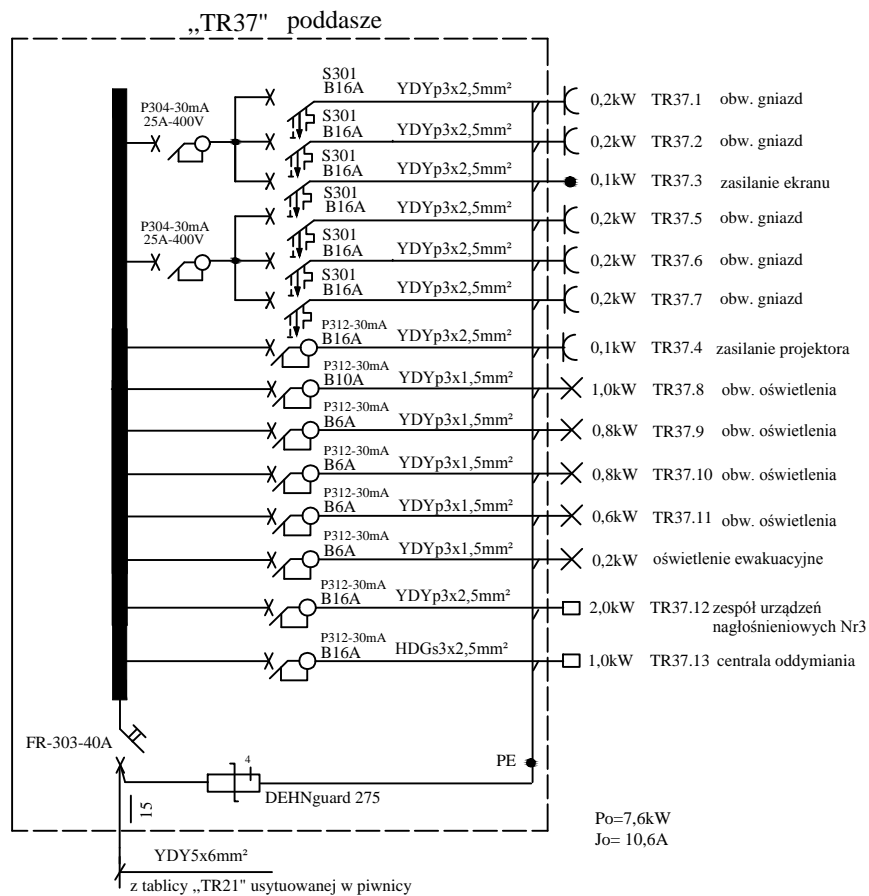 „TR37" poddasze
P304-30mA
25A-400V
S301
B16A
YDYp3x2,5mm²
0,2kW TR37.1 obw. gniazd
S301
B16A
YDYp3x2,5mm²
0,2kW TR37.2 obw. gniazd
S301
B16A
YDYp3x2,5mm²
0,1kW TR37.3 zasilanie ekranu
P304-30mA
25A-400V
S301
B16A
YDYp3x2,5mm²
0,2kW TR37.5 obw. gniazd
S301
B16A
YDYp3x2,5mm²
0,2kW TR37.6 obw. gniazd
S301
B16A
YDYp3x2,5mm²
0,2kW TR37.7 obw. gniazd
P312-30mA
B16A
YDYp3x2,5mm²
0,1kW TR37.4 zasilanie projektora
P312-30mA
B10A
YDYp3x1,5mm²
1,0kW TR37.8 obw. oświetlenia
P312-30mA
B6A
YDYp3x1,5mm²
0,8kW TR37.9 obw. oświetlenia
P312-30mA
B6A
YDYp3x1,5mm²
0,8kW TR37.10 obw. oświetlenia
P312-30mA
B6A
YDYp3x1,5mm²
0,6kW TR37.11 obw. oświetlenia
P312-30mA
B6A
YDYp3x1,5mm²
0,2kW oświetlenie ewakuacyjne
P312-30mA
B16A
YDYp3x2,5mm²
2,0kW TR37.12 zespół urządzeń
nagłośnieniowych Nr3
P312-30mA
B16A
HDGs3x2,5mm²
1,0kW TR37.13 centrala oddymiania
FR-303-40A
PE
4
DEHNguard 275
15
Po=7,6kW
Jo= 10,6A
YDY5x6mm²
z tablicy „TR21" usytuowanej w piwnicy